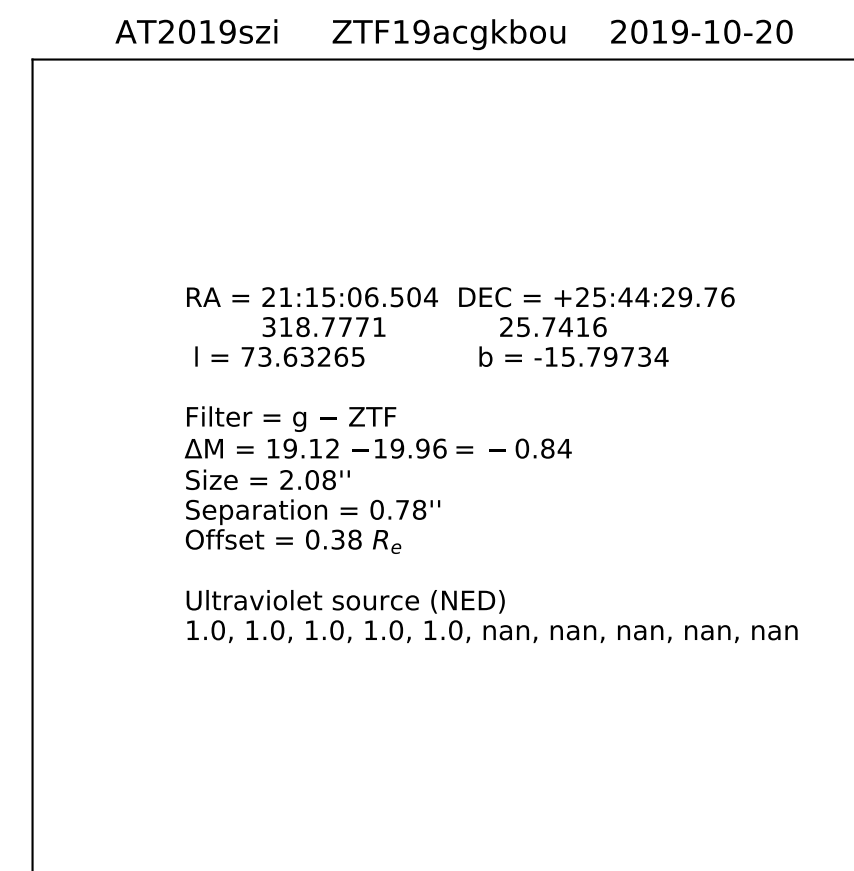 AT2019szi ZTF19acgkbou 2019-10-20
RA = 21:15:06.504 DEC = +25:44:29.76
318.7771 25.7416
l = 73.63265 b = -15.79734
Filter = g − ZTF
ΔM = 19.12 −19.96 = − 0.84
Size = 2.08''
Separation = 0.78''
Offset = 0.38 Rₑ
Ultraviolet source (NED)
1.0, 1.0, 1.0, 1.0, 1.0, nan, nan, nan, nan, nan